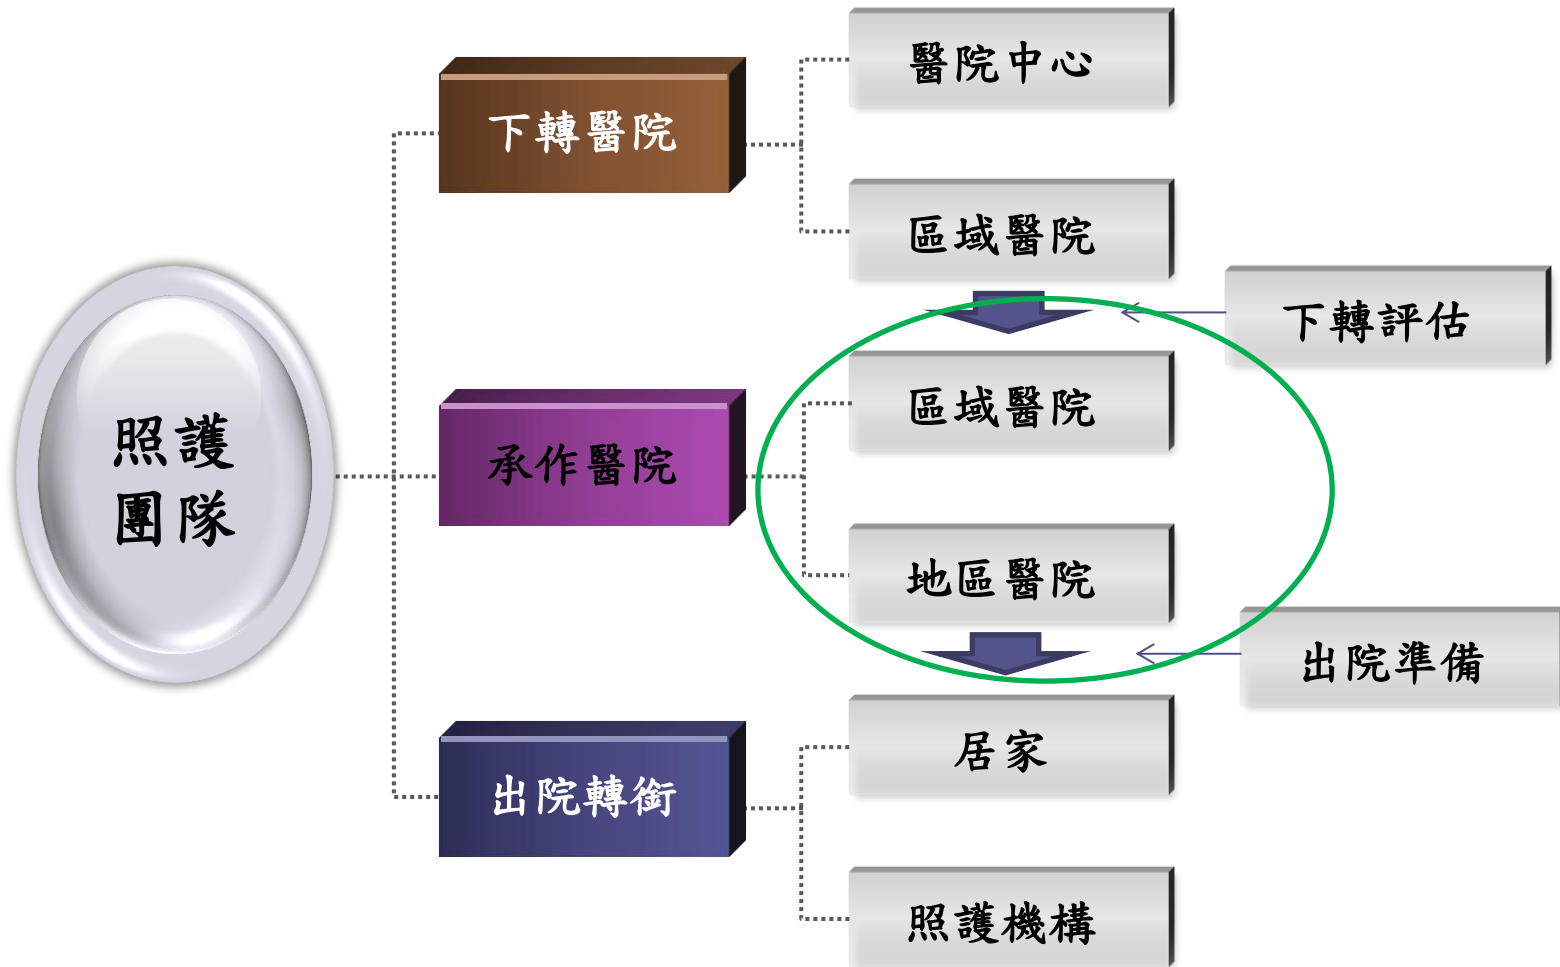 照護
團隊
下轉醫院
醫院中心
區域醫院
下轉評估
承作醫院
區域醫院
地區醫院
出院準備
出院轉銜
居家
照護機構